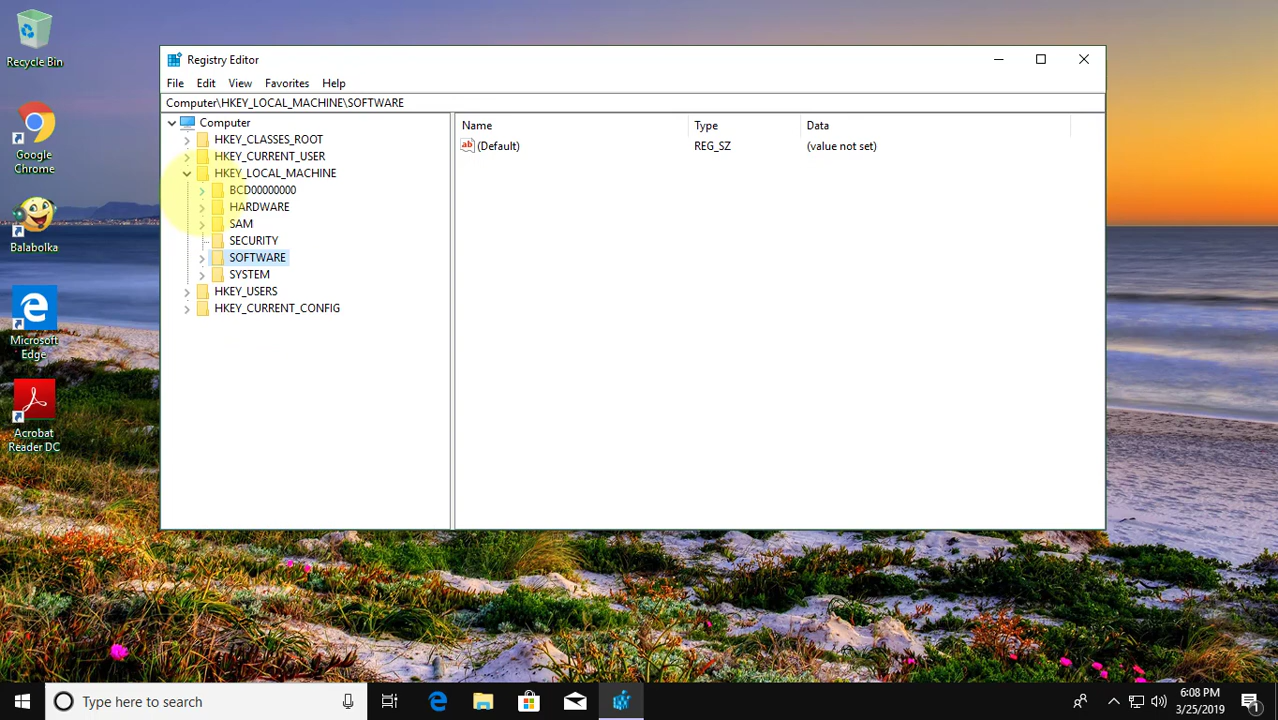 Recycle Bin
Google
Chrome
Balabolka
Microsoft
Edge
Acrobat
Reader DC
Registry Editor
File Edit View Favorites Help
Computer\HKEY_LOCAL_MACHINE\SOFTWARE
Computer
HKEY_CLASSES_ROOT
HKEY_CURRENT_USER
HKEY_LOCAL_MACHINE
BCD00000000
HARDWARE
SAM
SECURITY
SOFTWARE
SYSTEM
HKEY_USERS
HKEY_CURRENT_CONFIG
Name Type Data
ab (Default) REG_SZ (value not set)
Type here to search
6:08 PM
3/25/2019
1